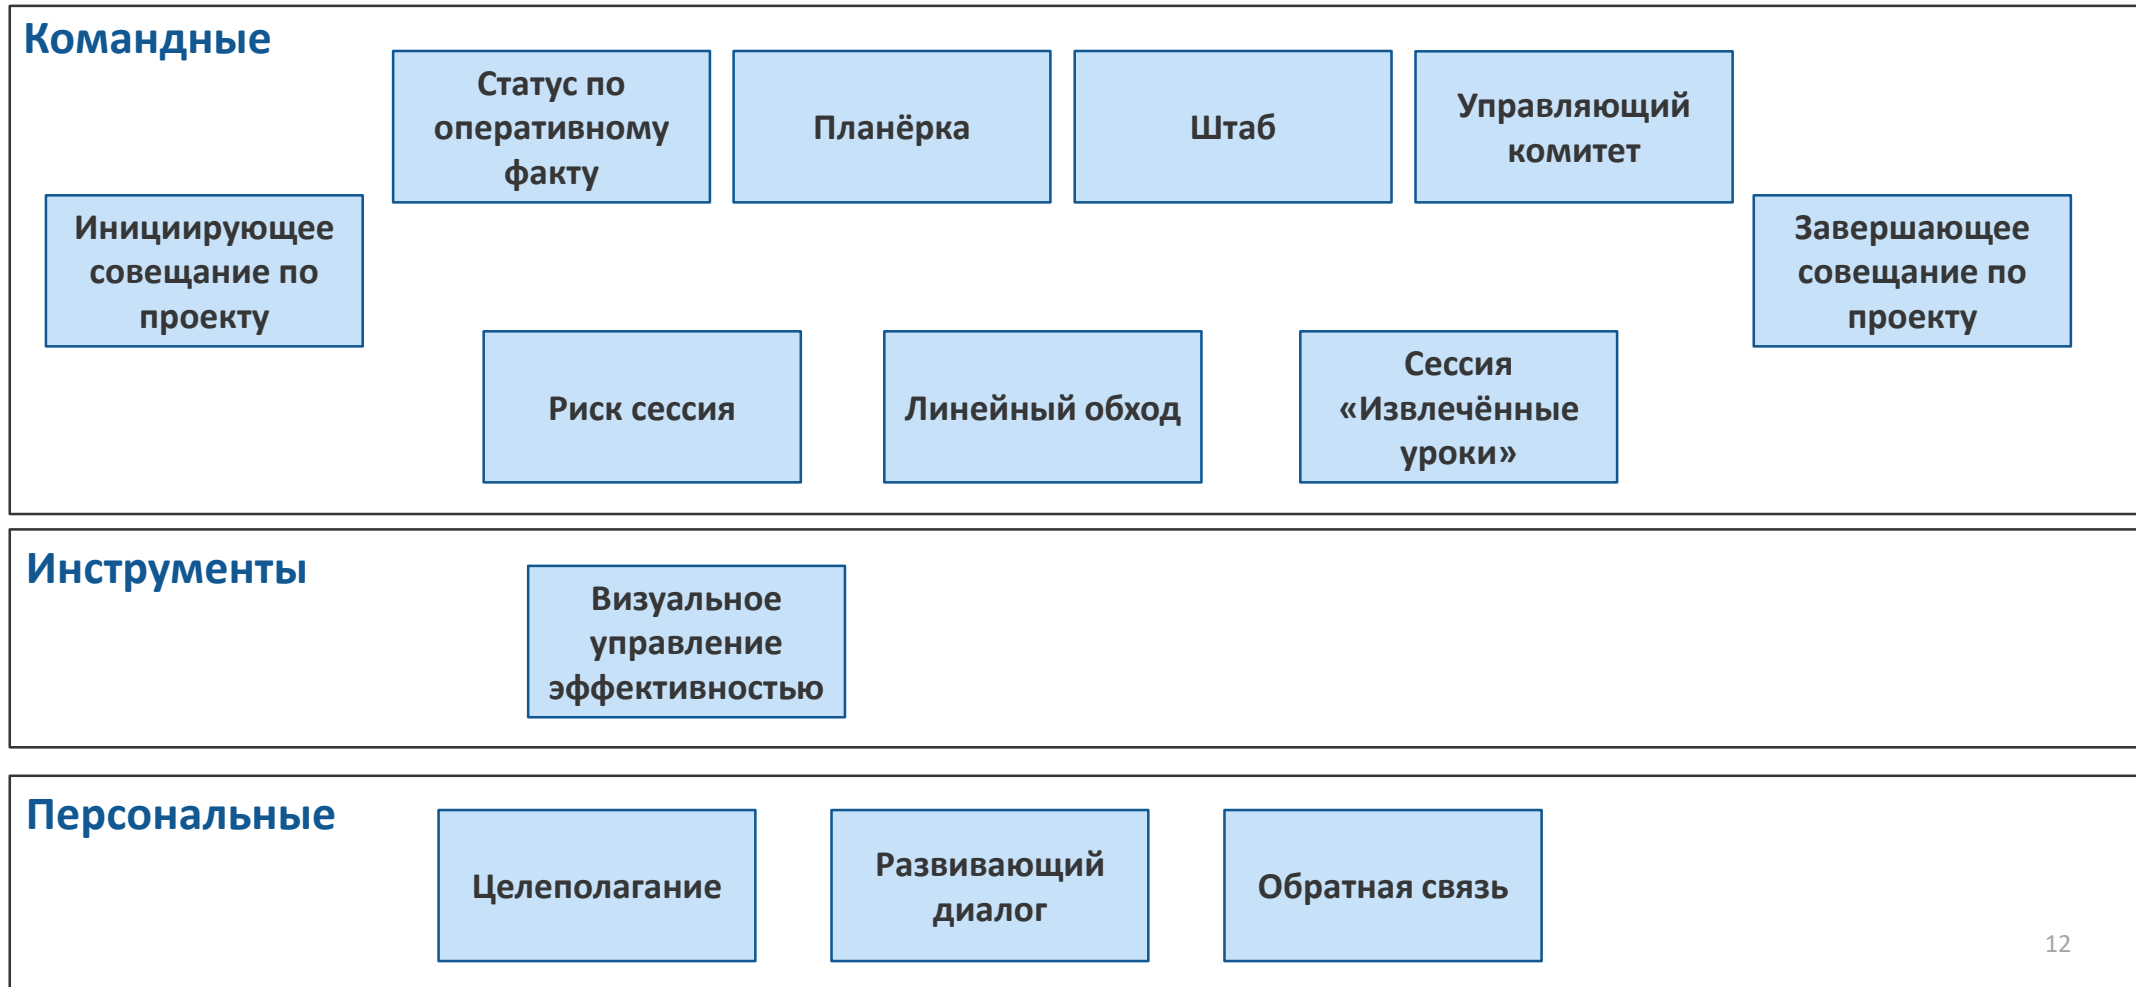 Командные
Статус по
оперативному
факту
Планёрка
Штаб
Управляющий
комитет
Инициирующее
совещание по
проекту
Завершающее
совещание по
проекту
Риск сессия
Линейный обход
Сессия
«Извлечённые
уроки»
Инструменты
Визуальное
управление
эффективностью
Персональные
Целеполагание
Развивающий
диалог
Обратная связь
12